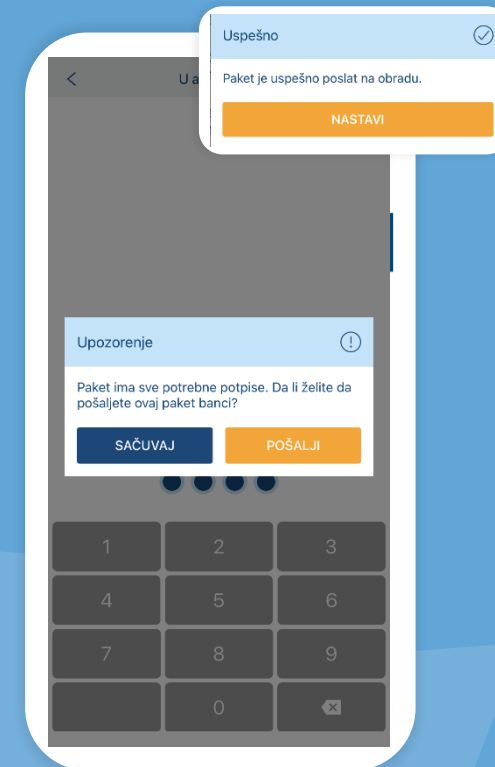 Uspešno
Paket je uspešno poslat na obradu.
NASTAVI
Upozorenje
Paket ima sve potrebne potpise. Da li želite da
pošaljete ovaj paket banci?
SAČUVAJ POŠALJI
1 2 3
4 5 6
7 8 9
0